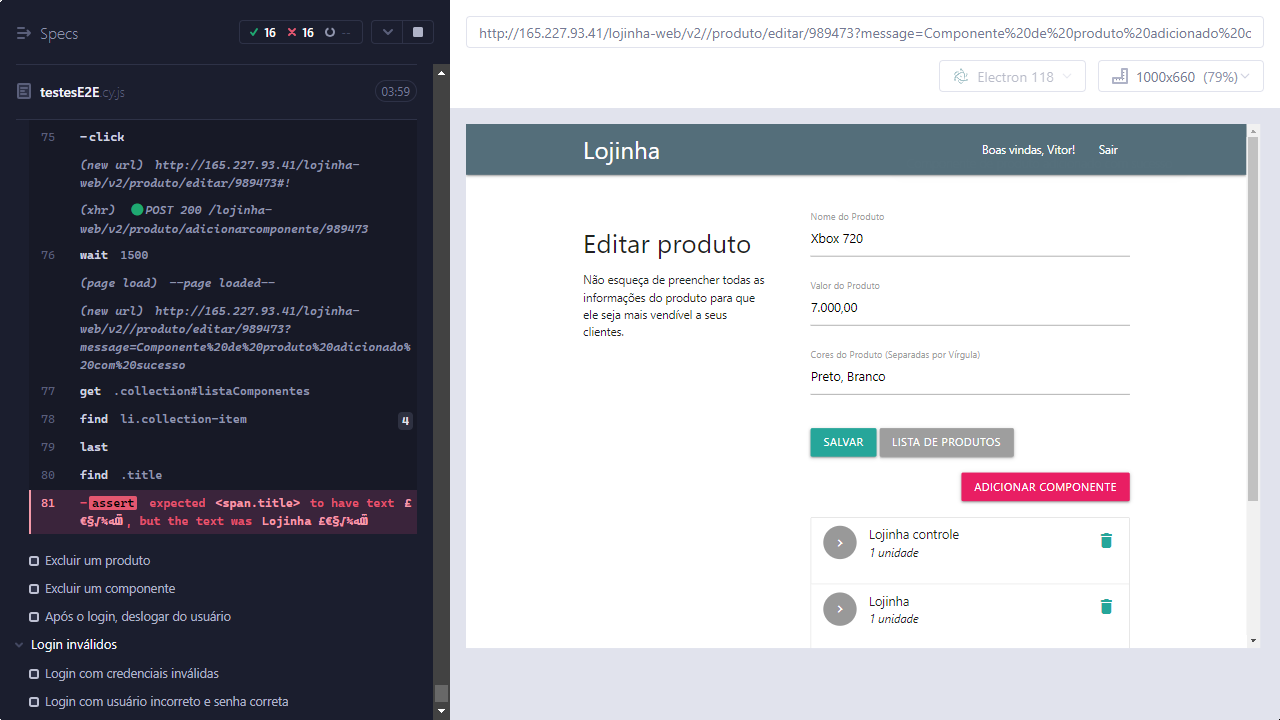 Specs
16
16
--
testesE2E cy.js
03:59
75 -click
(new url) http://165.227.93.41/lojinha-
web/v2/produto/editar/989473#!
(xhr) POST 200 /lojinha-
web/v2/produto/adicionarcomponente/989473
76 wait 1500
(page load) --page loaded--
(new url) http://165.227.93.41/lojinha-
web/v2//produto/editar/989473?
message=Componente%20de%20produto%20adicionado%
20com%20sucesso
77 get .collection#listaComponentes
78 find li.collection-item 4
79 last
80 find .title
81 -assert expected <span.title> to have text £
, but the text was Lojinha
Excluir um produto
Excluir um componente
Após o login, deslogar do usuário
Login inválidos
Login com credenciais inválidas
Login com usuário incorreto e senha correta
http://165.227.93.41/lojinha-web/v2//produto/editar/989473?message=Componente%20de%20produto%20adicionado%20c
Electron 118
1000x660 (79%)
Lojinha
Boas vindas, Vitor!
Sair
Editar produto
Não esqueça de preencher todas as
informações do produto para que
ele seja mais vendível a seus
clientes.
Nome do Produto
Xbox 720
Valor do Produto
7.000,00
Cores do Produto (Separadas por Vírgula)
Preto, Branco
SALVAR
LISTA DE PRODUTOS
ADICIONAR COMPONENTE
Lojinha controle
1 unidade
Lojinha
1 unidade